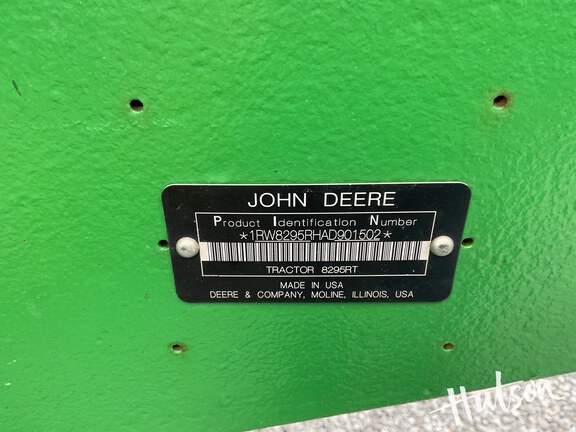 JOHN DEERE
Product Identification Number
*1RW8295RHAD901502*
TRACTOR 8295RT
MADE IN USA
DEERE & COMPANY, MOLINE, ILLINOIS, USA
Hutson